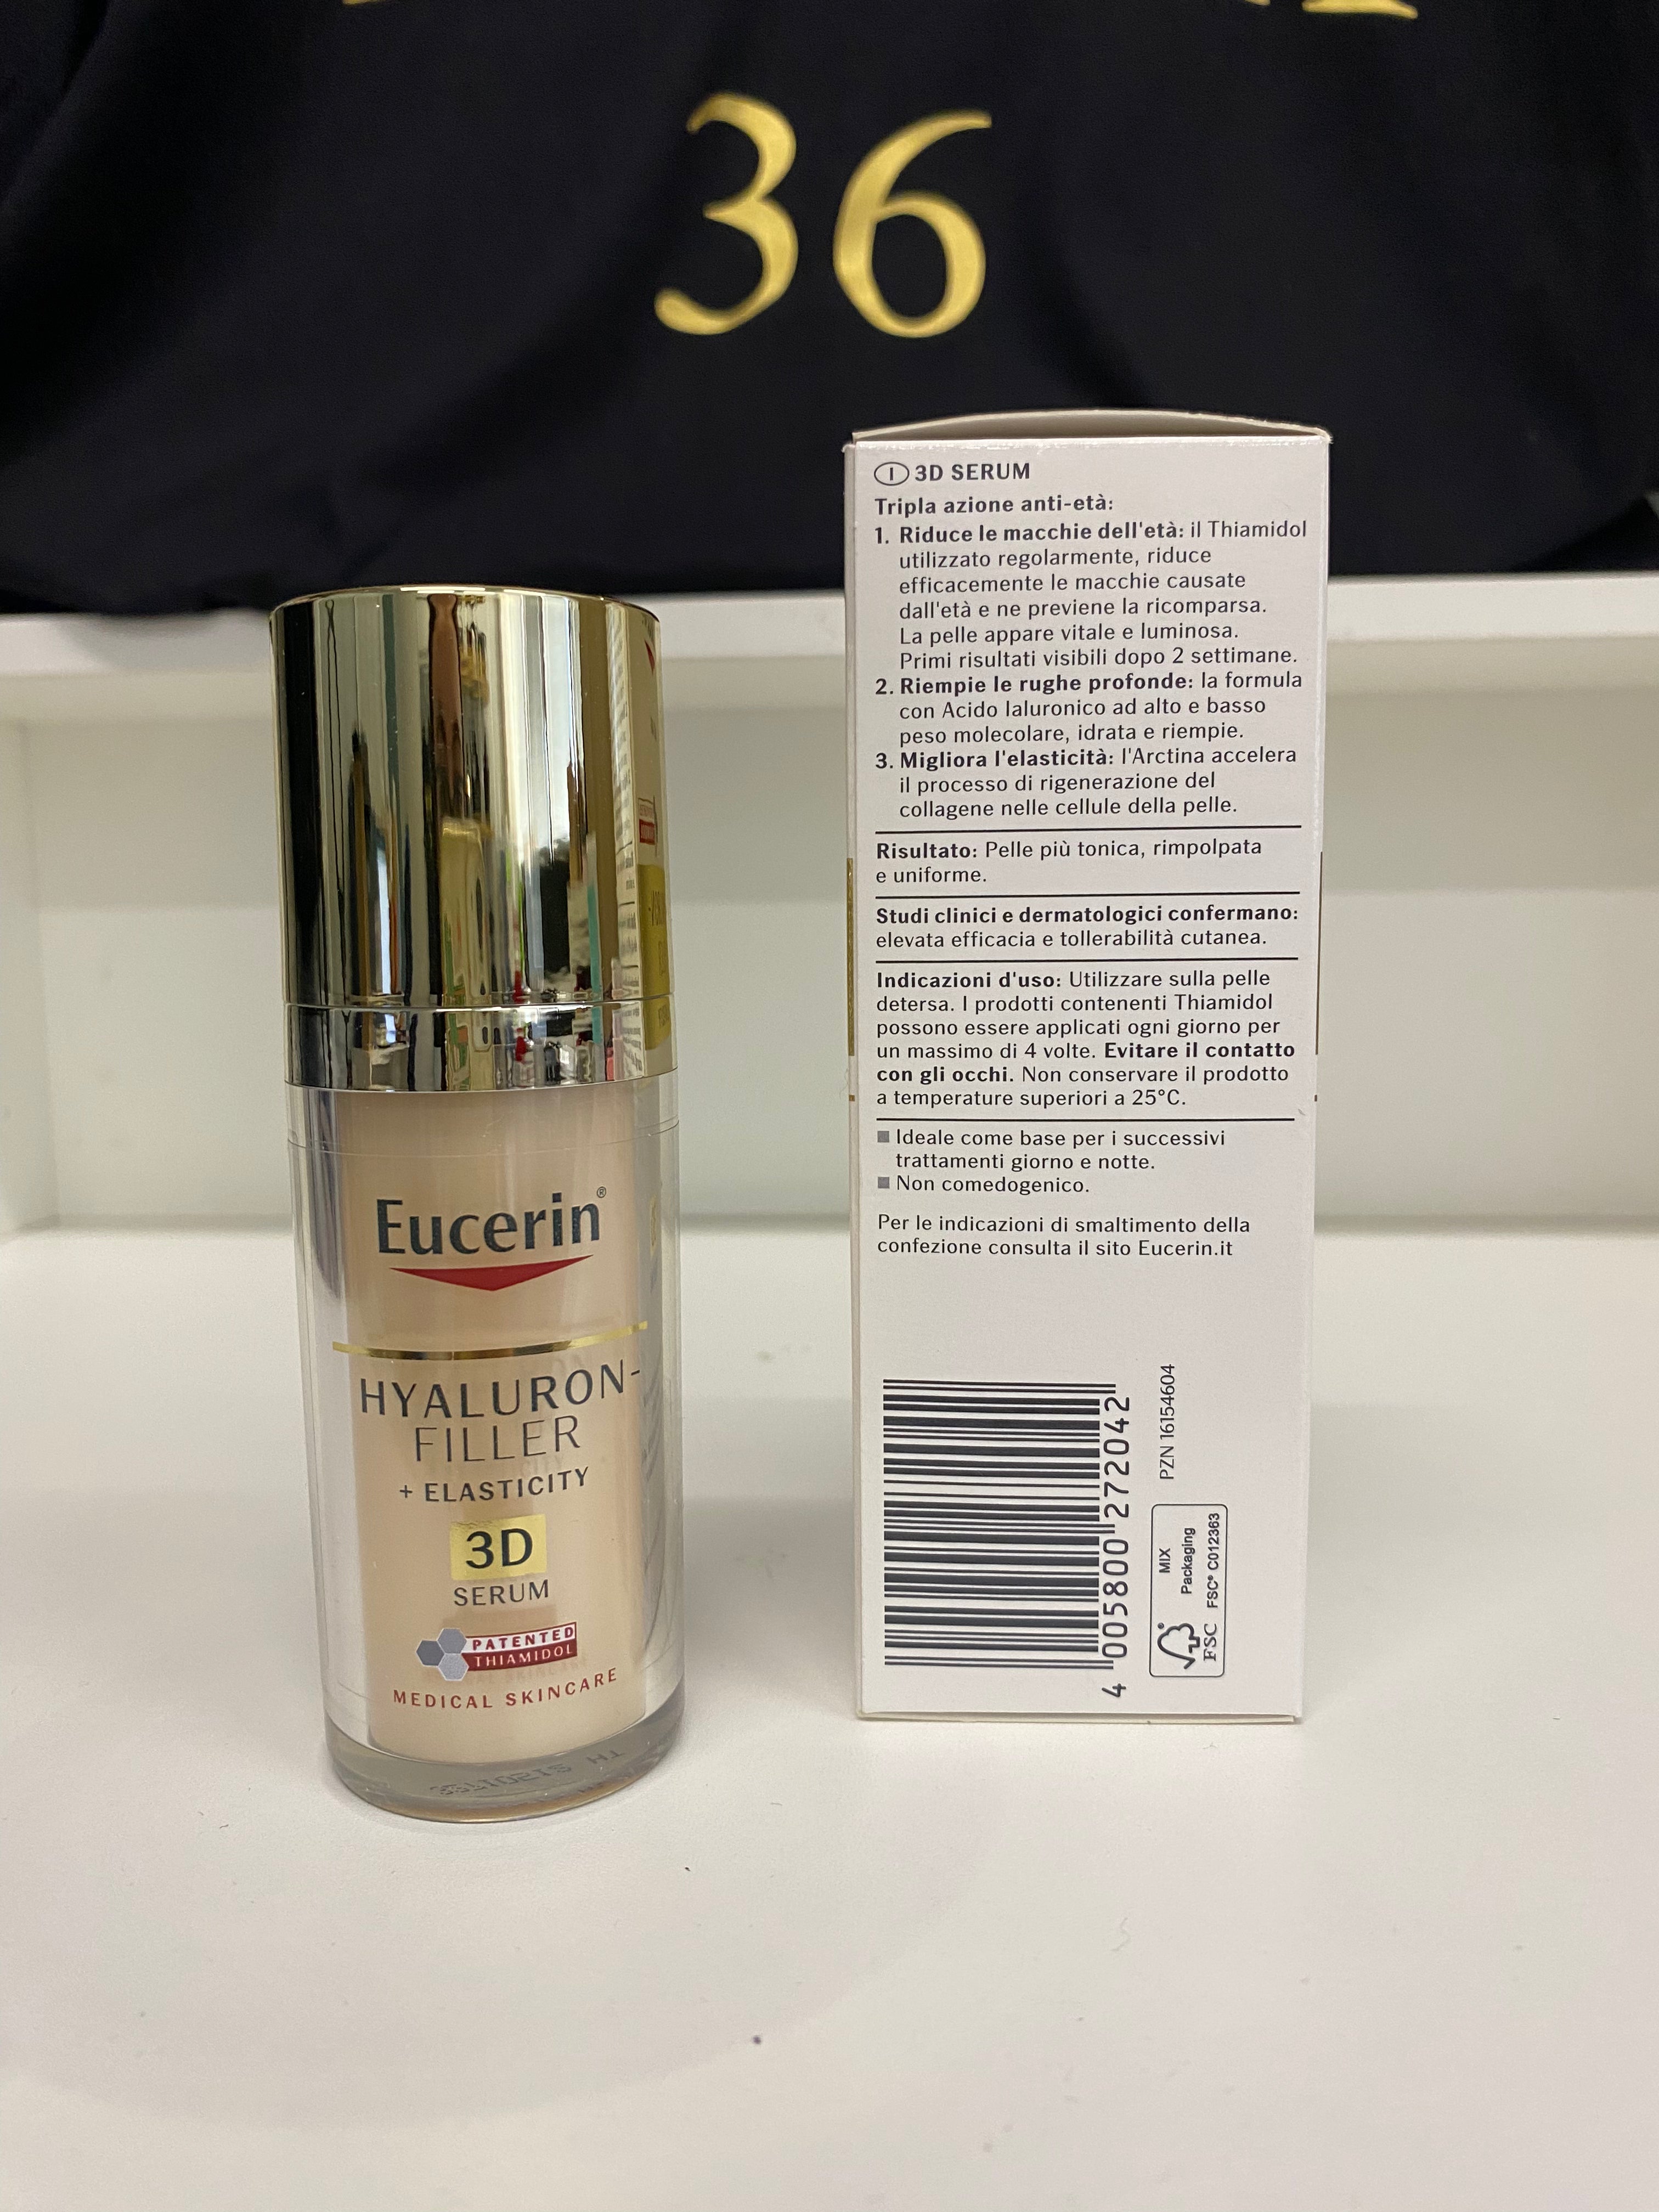 36
Eucerin®
HYALURON-
FILLER
+ ELASTICITY
3D
SERUM
PATENTED
THIAMIDOL
MEDICAL SKINCARE
I 3D SERUM
Tripla azione anti-età:
1. Riduce le macchie dell'età: il Thiamidol
utilizzato regolarmente, riduce
efficacemente le macchie causate
dall'età e ne previene la ricomparsa.
La pelle appare vitale e luminosa.
Primi risultati visibili dopo 2 settimane.
2. Riempie le rughe profonde: la formula
con Acido Ialuronico ad alto e basso
peso molecolare, idrata e riempie.
3. Migliora l'elasticità: l'Arctina accelera
il processo di rigenerazione del
collagene nelle cellule della pelle.
Risultato: Pelle più tonica, rimpolpata
e uniforme.
Studi clinici e dermatologici confermano:
elevata efficacia e tollerabilità cutanea.
Indicazioni d'uso: Utilizzare sulla pelle
detersa. I prodotti contenenti Thiamidol
possono essere applicati ogni giorno per
un massimo di 4 volte. Evitare il contatto
con gli occhi. Non conservare il prodotto
a temperature superiori a 25°C.
■ Ideale come base per i successivi
trattamenti giorno e notte.
■ Non comedogenico.
Per le indicazioni di smaltimento della
confezione consulta il sito Eucerin.it
4 005800 272042
PZN 16154604
FSC
MIX
Packaging
FSC® C012363